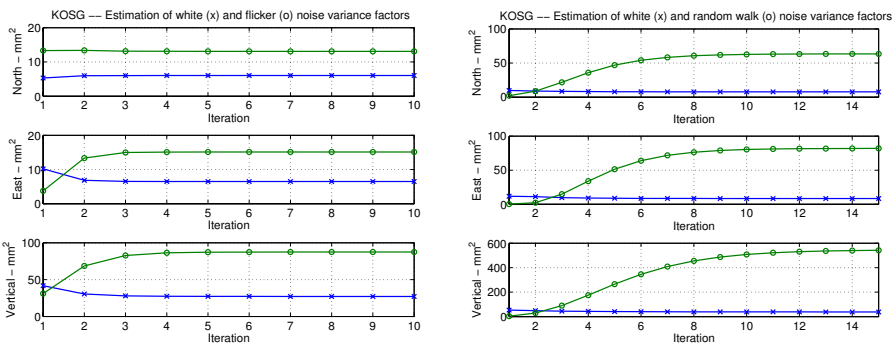 KOSG –– Estimation of white (x) and flicker (o) noise variance factors
North – mm²
20
10
0
1 2 3 4 5 6 7 8 9 10
Iteration
East – mm²
20
10
0
1 2 3 4 5 6 7 8 9 10
Iteration
Vertical – mm²
100
50
0
1 2 3 4 5 6 7 8 9 10
Iteration
KOSG –– Estimation of white (x) and random walk (o) noise variance factors
North – mm²
100
50
0
2 4 6 8 10 12 14
Iteration
East – mm²
100
50
0
2 4 6 8 10 12 14
Iteration
Vertical – mm²
600
400
200
0
2 4 6 8 10 12 14
Iteration